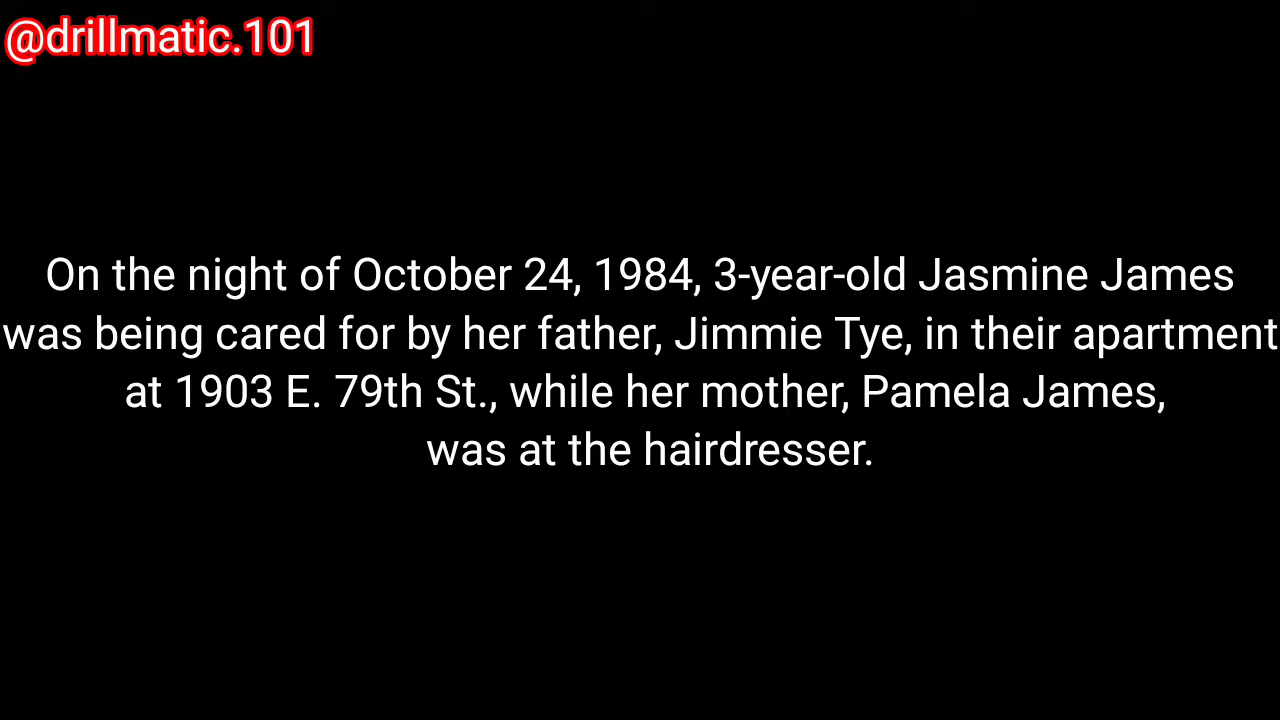 @drillmatic.101
On the night of October 24, 1984, 3-year-old Jasmine James
was being cared for by her father, Jimmie Tye, in their apartment
at 1903 E. 79th St., while her mother, Pamela James,
was at the hairdresser.